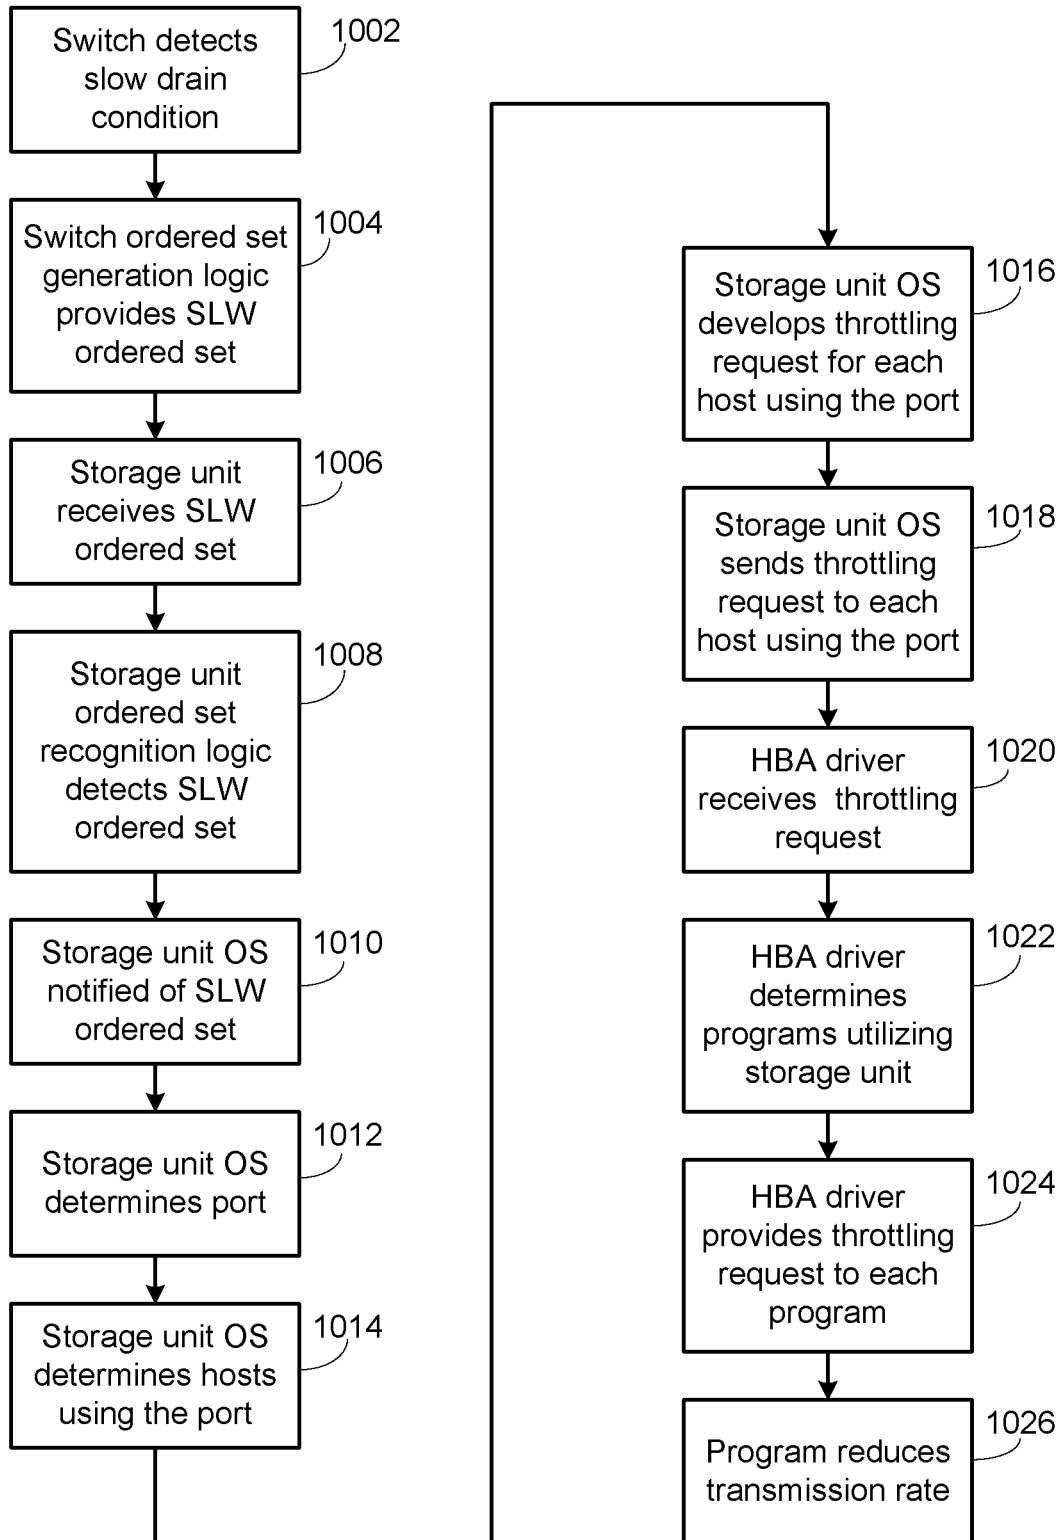 Switch detects
slow drain
condition
1002
Switch ordered set
generation logic
provides SLW
ordered set
1004
Storage unit
receives SLW
ordered set
1006
Storage unit
ordered set
recognition logic
detects SLW
ordered set
1008
Storage unit OS
notified of SLW
ordered set
1010
Storage unit OS
determines port
1012
Storage unit OS
determines hosts
using the port
1014
Storage unit OS
develops throttling
request for each
host using the port
1016
Storage unit OS
sends throttling
request to each
host using the port
1018
HBA driver
receives throttling
request
1020
HBA driver
determines
programs utilizing
storage unit
1022
HBA driver
provides throttling
request to each
program
1024
Program reduces
transmission rate
1026